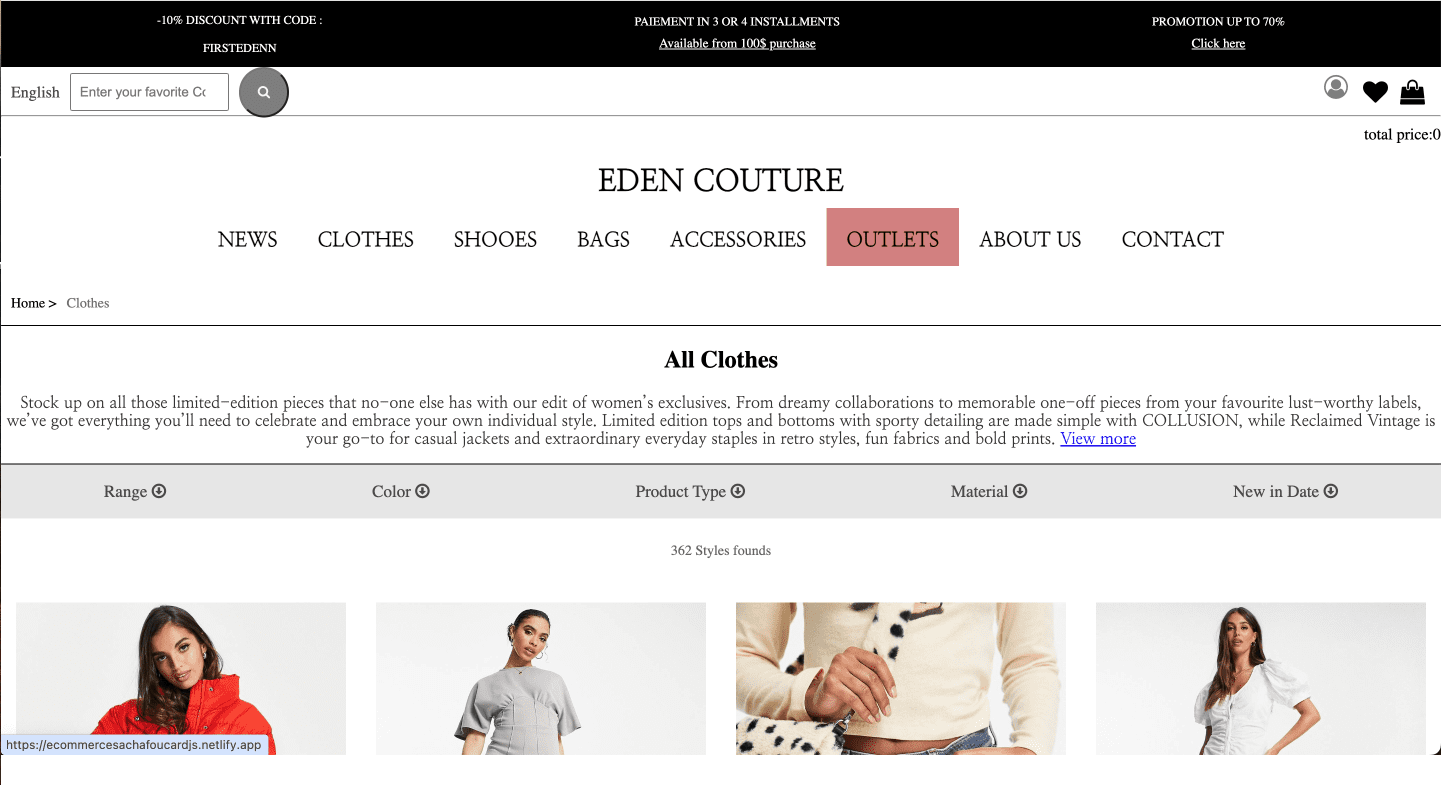 -10% DISCOUNT WITH CODE :
FIRSTEDENN
PAIEMENT IN 3 OR 4 INSTALLMENTS
Available from 100$ purchase
PROMOTION UP TO 70%
Click here
English
Enter your favorite Cc
total price:0
EDEN COUTURE
NEWS CLOTHES SHOOES BAGS ACCESSORIES OUTLETS ABOUT US CONTACT
Home > Clothes
All Clothes
Stock up on all those limited-edition pieces that no-one else has with our edit of women's exclusives. From dreamy collaborations to memorable one-off pieces from your favourite lust-worthy labels,
we've got everything you'll need to celebrate and embrace your own individual style. Limited edition tops and bottoms with sporty detailing are made simple with COLLUSION, while Reclaimed Vintage is
your go-to for casual jackets and extraordinary everyday staples in retro styles, fun fabrics and bold prints. View more
Range Color Product Type Material New in Date
362 Styles founds
https://ecommercesachafoucardjs.netlify.app